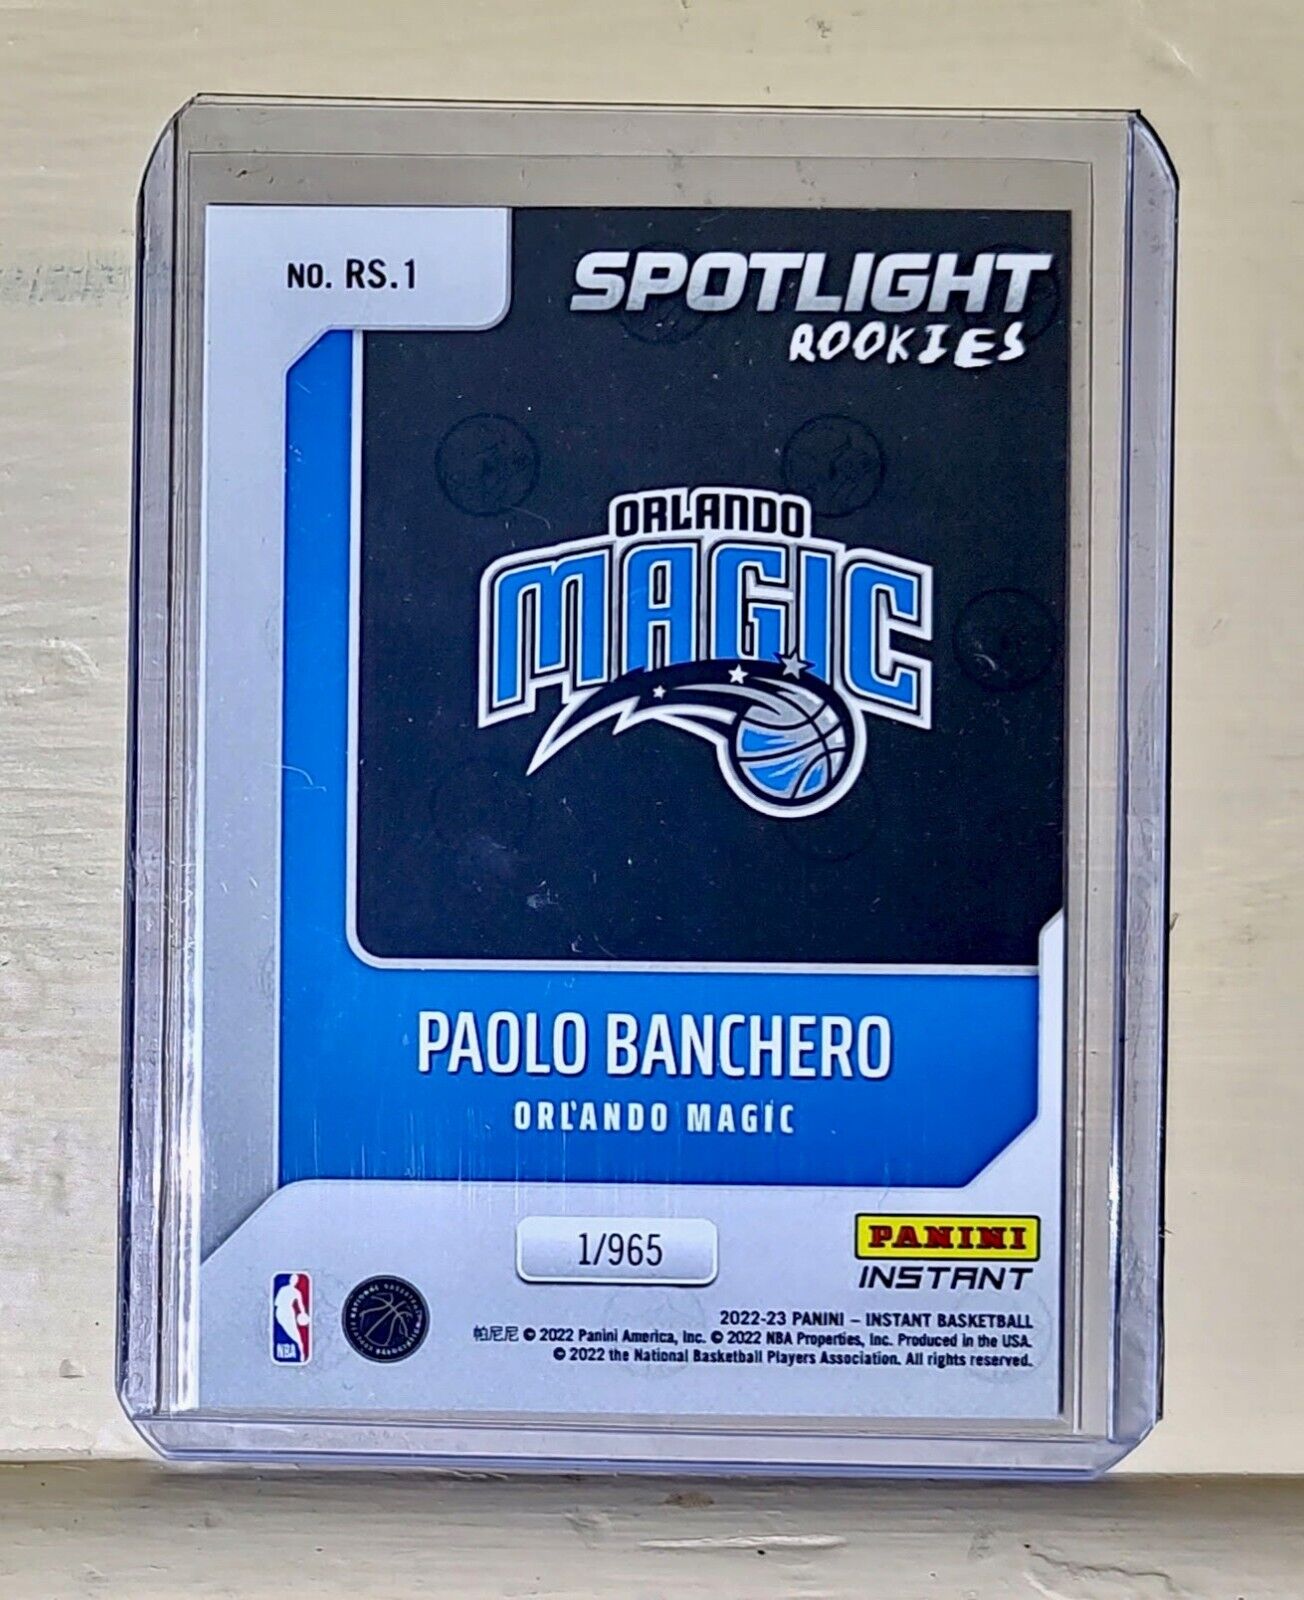 NO. RS.1
SPOTLIGHT
ROOKIES
ORLANDO
MAGIC
PAOLO BANCHERO
ORLANDO MAGIC
1/965
PANINI
INSTANT
NBA
2022-23 PANINI – INSTANT BASKETBALL
帕尼尼 © 2022 Panini America, Inc. © 2022 NBA Properties, Inc. Produced in the USA.
© 2022 the National Basketball Players Association. All rights reserved.